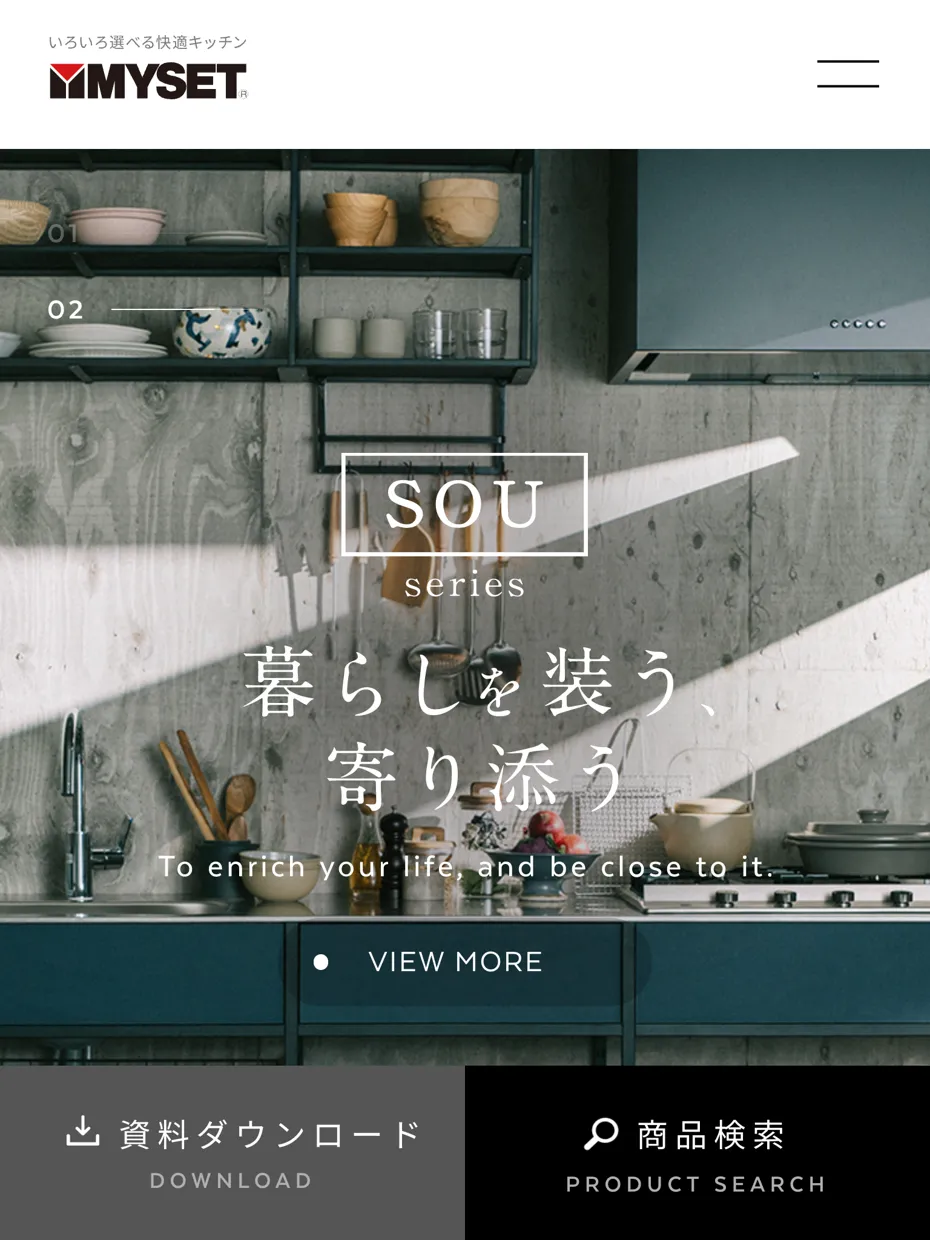 いろいろ選べる快適キッチン
MYSET®
01
02
SOU
series
暮らしを装う、
寄り添う
To enrich your life, and be close to it.
VIEW MORE
資料ダウンロード
DOWNLOAD
商品検索
PRODUCT SEARCH